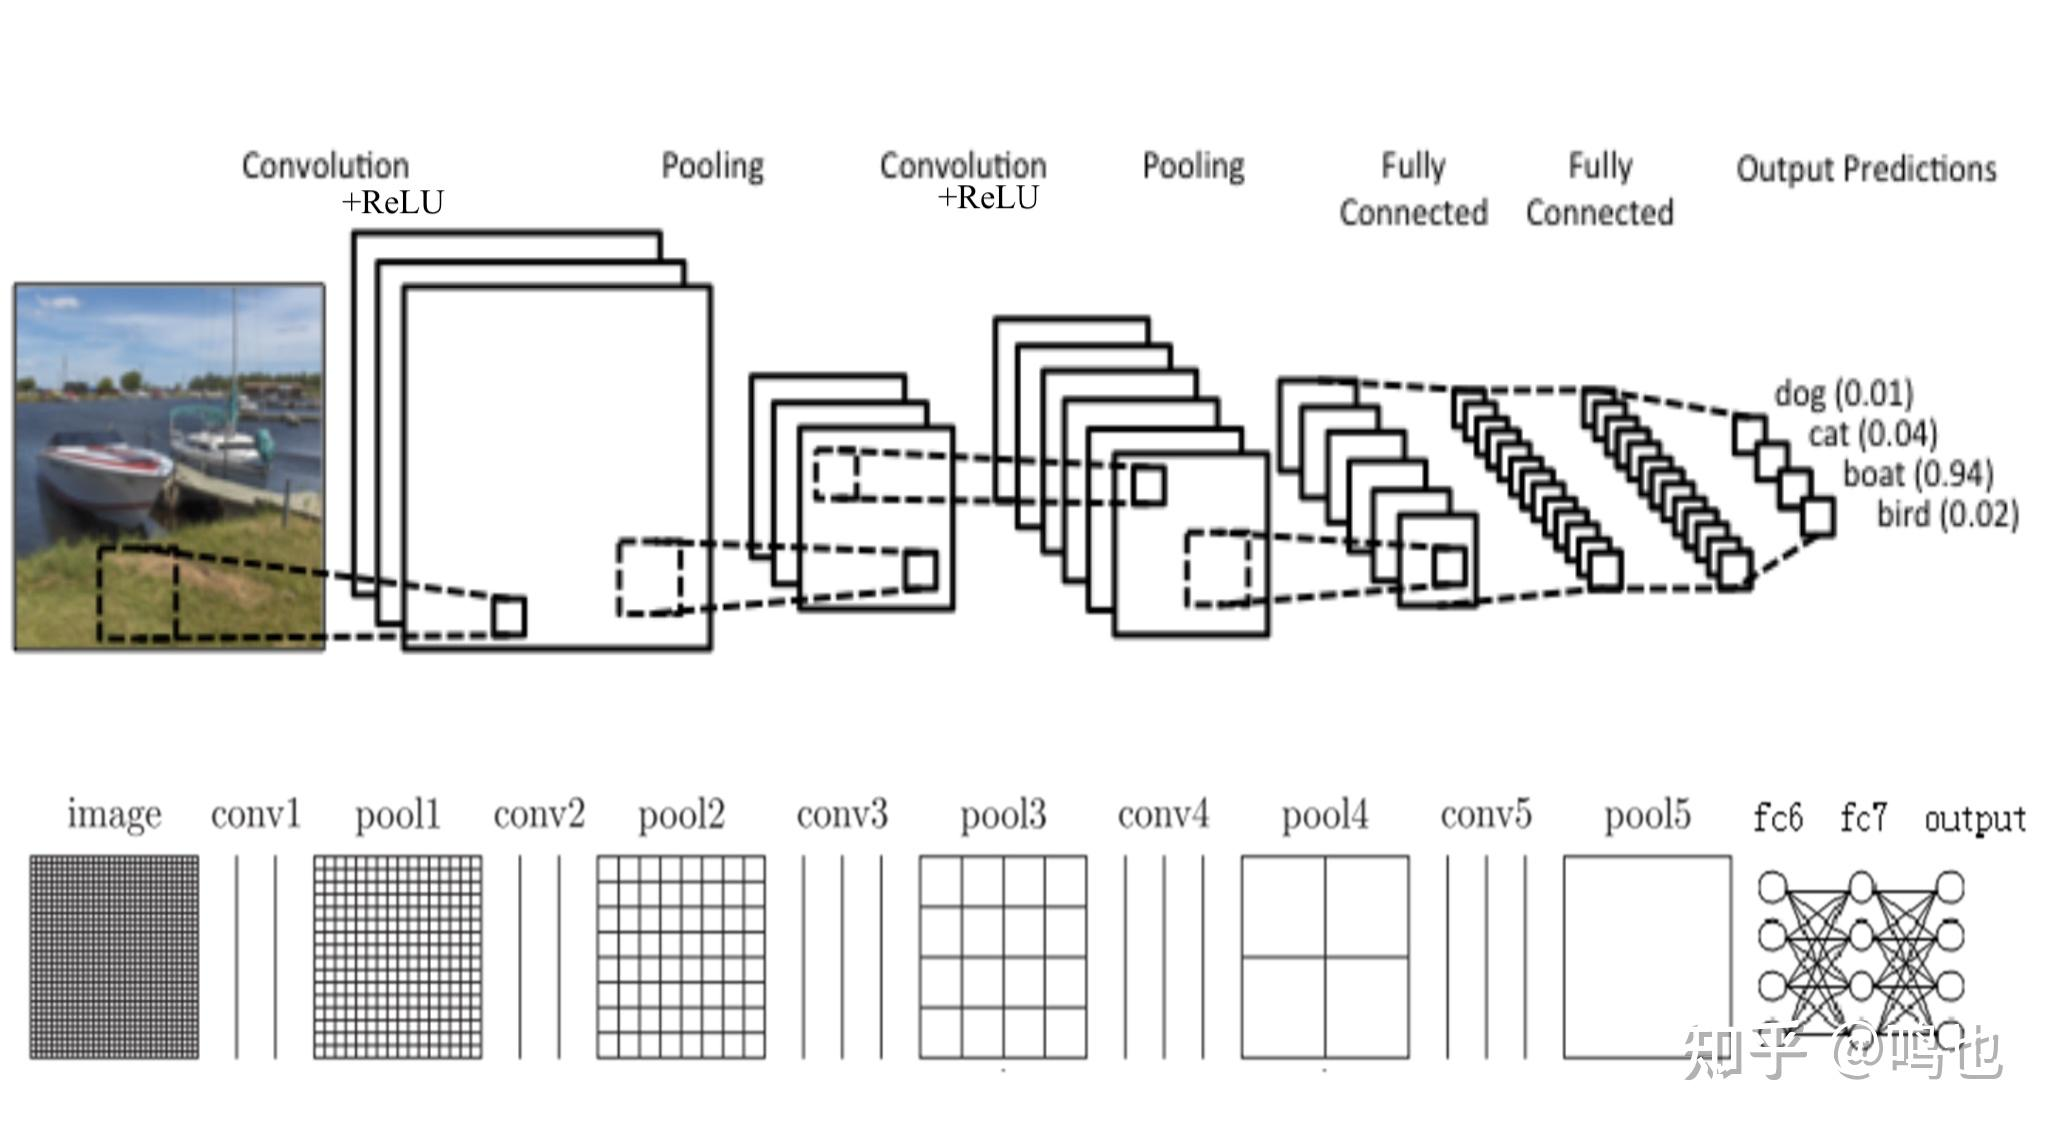 Convolution
+ReLU
Pooling
Convolution
+ReLU
Pooling
Fully
Connected
Fully
Connected
Output Predictions
dog (0.01)
cat (0.04)
boat (0.94)
bird (0.02)
image conv1 pool1 conv2 pool2 conv3 pool3 conv4 pool4 conv5 pool5 fc6 fc7 output
知乎 @鸣也